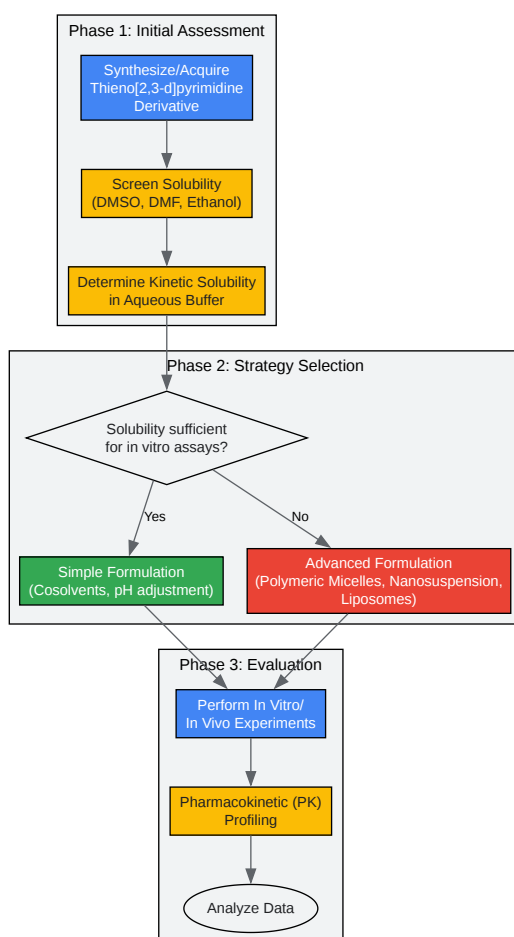 Phase 1: Initial Assessment
Synthesize/Acquire
Thieno[2,3-d]pyrimidine
Derivative
Screen Solubility
(DMSO, DMF, Ethanol)
Determine Kinetic Solubility
in Aqueous Buffer
Phase 2: Strategy Selection
Solubility sufficient
for in vitro assays?
Yes
No
Simple Formulation
(Cosolvents, pH adjustment)
Advanced Formulation
(Polymeric Micelles, Nanosuspension,
Liposomes)
Phase 3: Evaluation
Perform In Vitro/
In Vivo Experiments
Pharmacokinetic (PK)
Profiling
Analyze Data